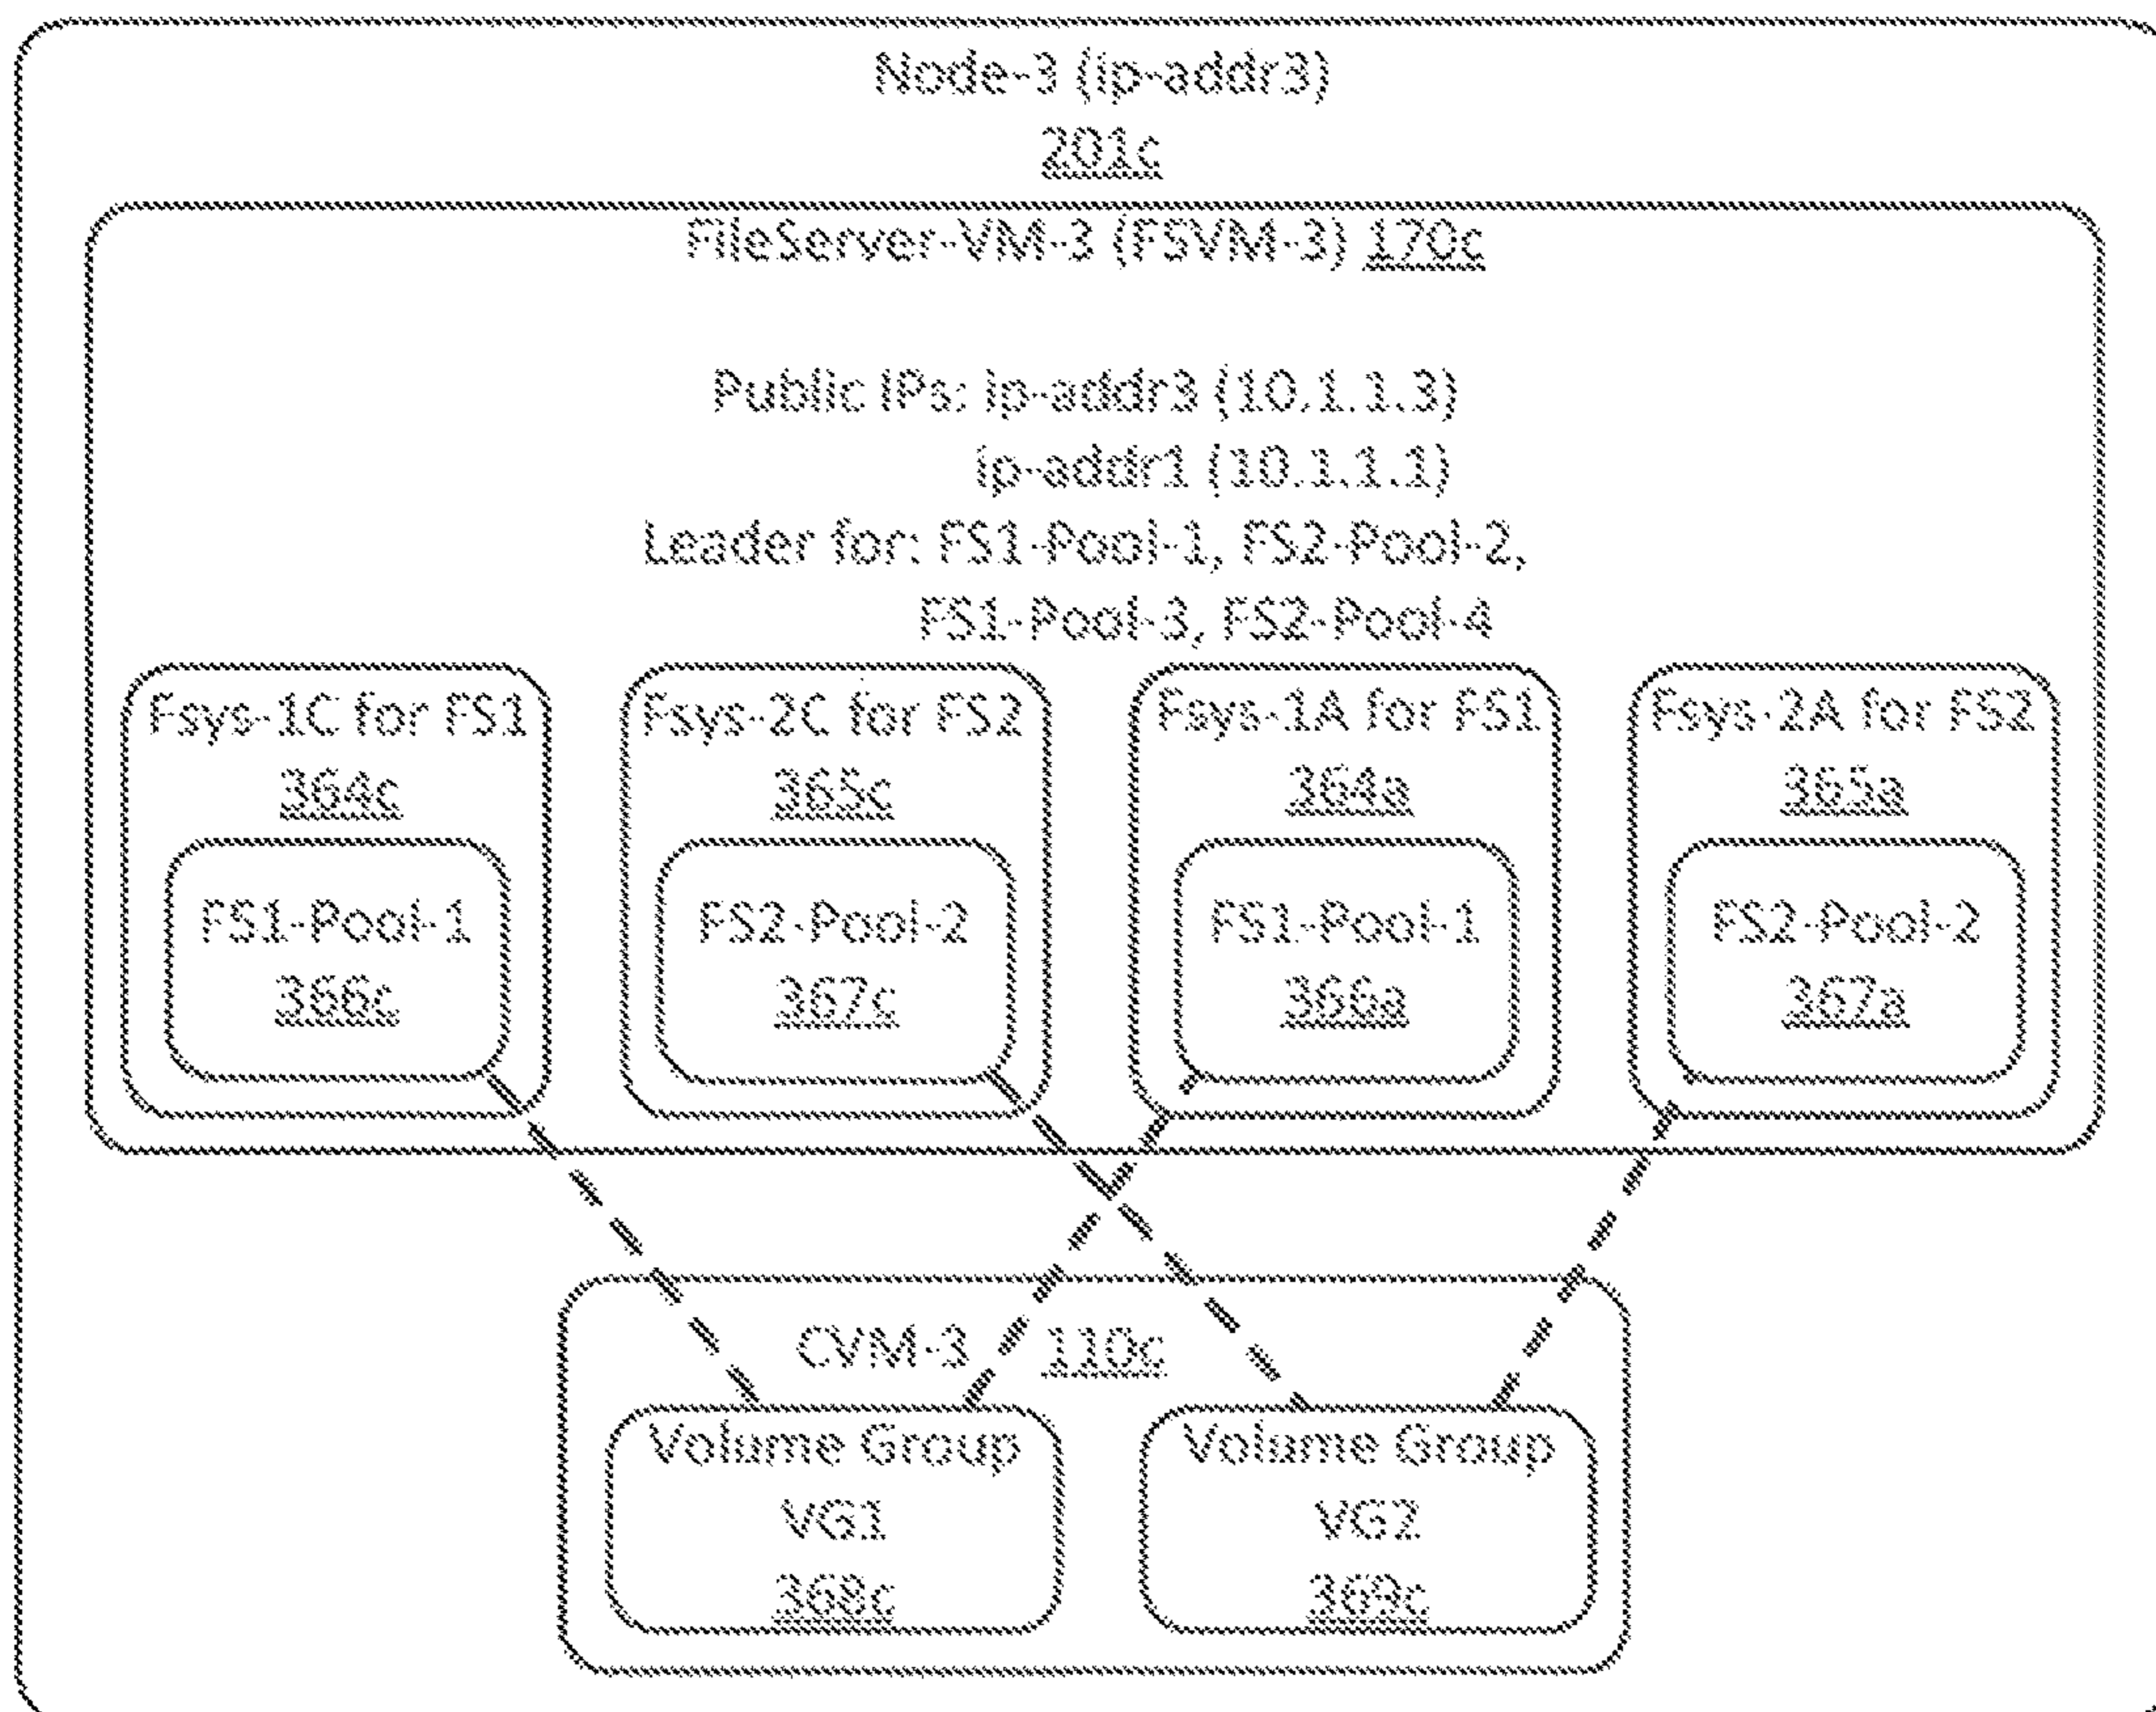 Node-3 (ip-addr3)
201c
FileServer-VM-3 (FSVM-3) 170c
Public IPs: ip-addr3 (10.1.1.3)
ip-addr1 (10.1.1.1)
Leader for: FS1-Pool-1, FS2-Pool-2,
FS1-Pool-3, FS2-Pool-4
Fsys-1C for FS1
364c
FS1-Pool-1
366c
Fsys-2C for FS2
365c
FS2-Pool-2
367c
Fsys-1A for FS1
364a
FS1-Pool-1
366a
Fsys-2A for FS2
365a
FS2-Pool-2
367a
CVM-3 110c
Volume Group
VG1
368c
Volume Group
VG2
369c